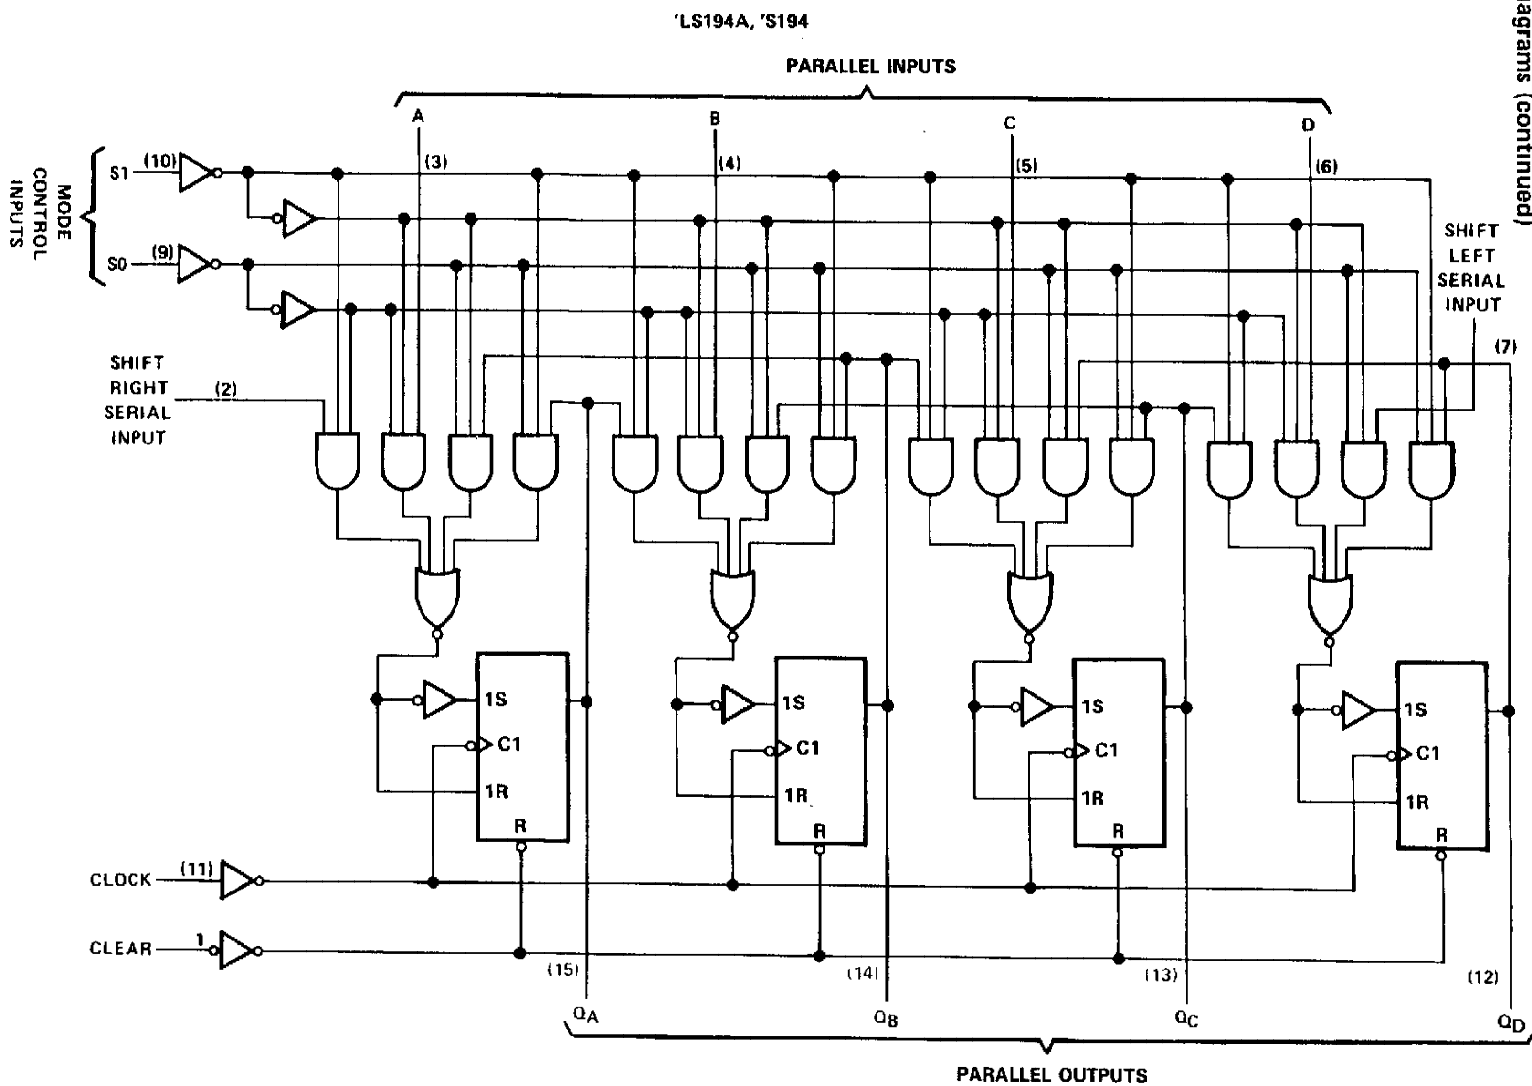 'LS194A, 'S194
agrams (continued)
PARALLEL INPUTS
A
B
C
D
(3)
(4)
(5)
(6)
MODE
CONTROL
INPUTS
S1
(10)
S0
(9)
SHIFT
LEFT
SERIAL
INPUT
(7)
SHIFT
RIGHT
SERIAL
INPUT
(2)
1S
C1
1R
R
1S
C1
1R
R
1S
C1
1R
R
1S
C1
1R
R
CLOCK
(11)
CLEAR
1
(15)
(14)
(13)
(12)
QA
QB
QC
QD
PARALLEL OUTPUTS